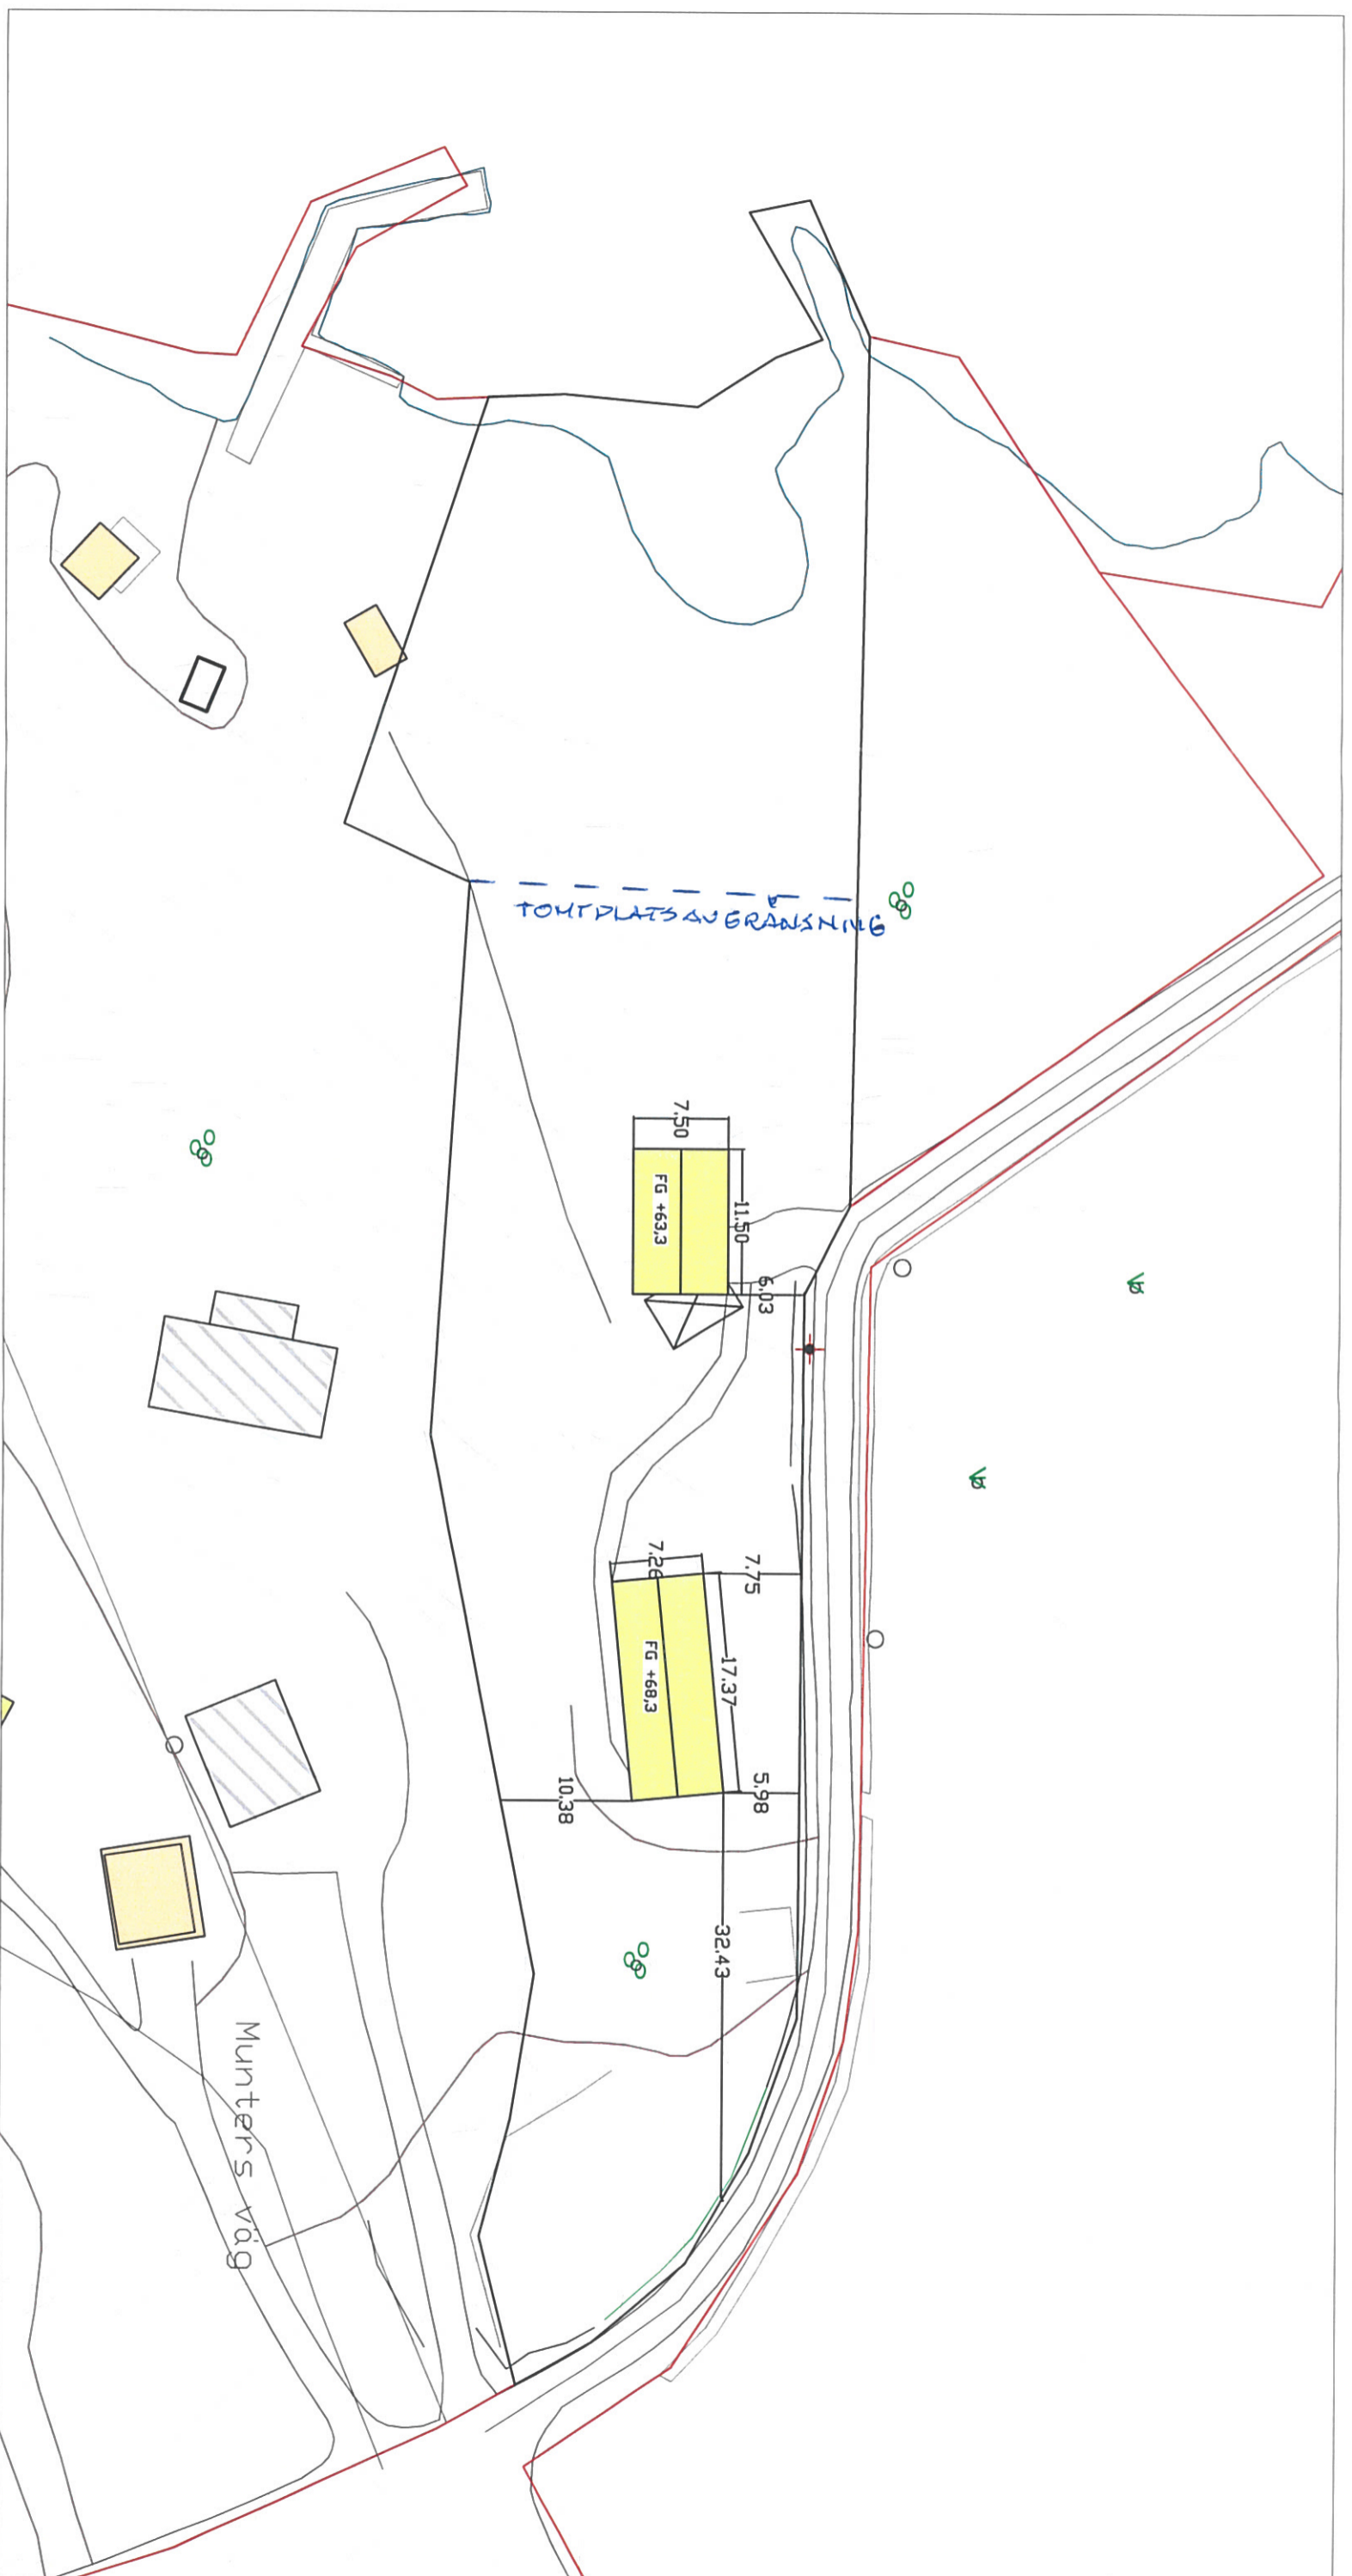 TOMTPLATSAVGRÄNSNING
7.50
FG +63,3
11.50
6.03
7.26
7.75
FG +68,3
17.37
10.38
5.98
32.43
Munters väg